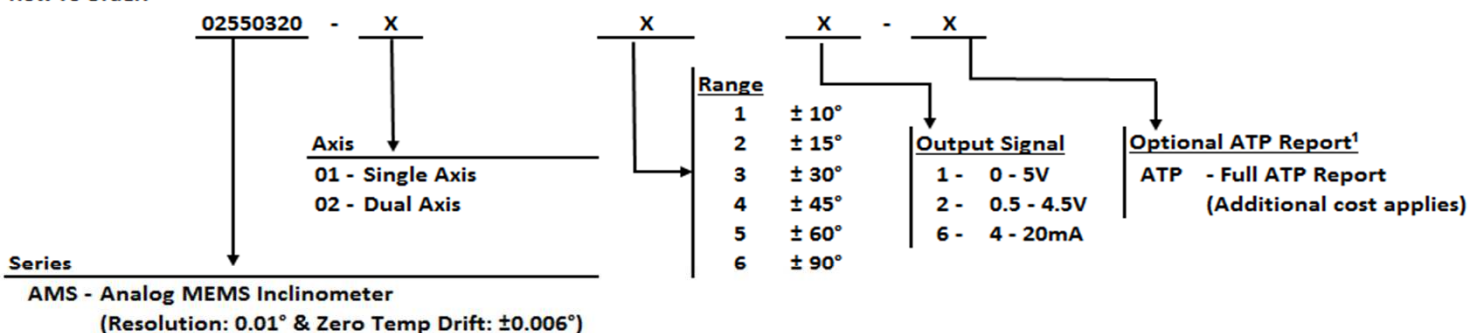 02550320 - X X X - X
Range
1 ± 10°
2 ± 15°
3 ± 30°
4 ± 45°
5 ± 60°
6 ± 90°
Axis
01 - Single Axis
02 - Dual Axis
Output Signal
1 - 0 - 5V
2 - 0.5 - 4.5V
6 - 4 - 20mA
Optional ATP Report¹
ATP - Full ATP Report
(Additional cost applies)
Series
AMS - Analog MEMS Inclinometer
(Resolution: 0.01° & Zero Temp Drift: ±0.006°)